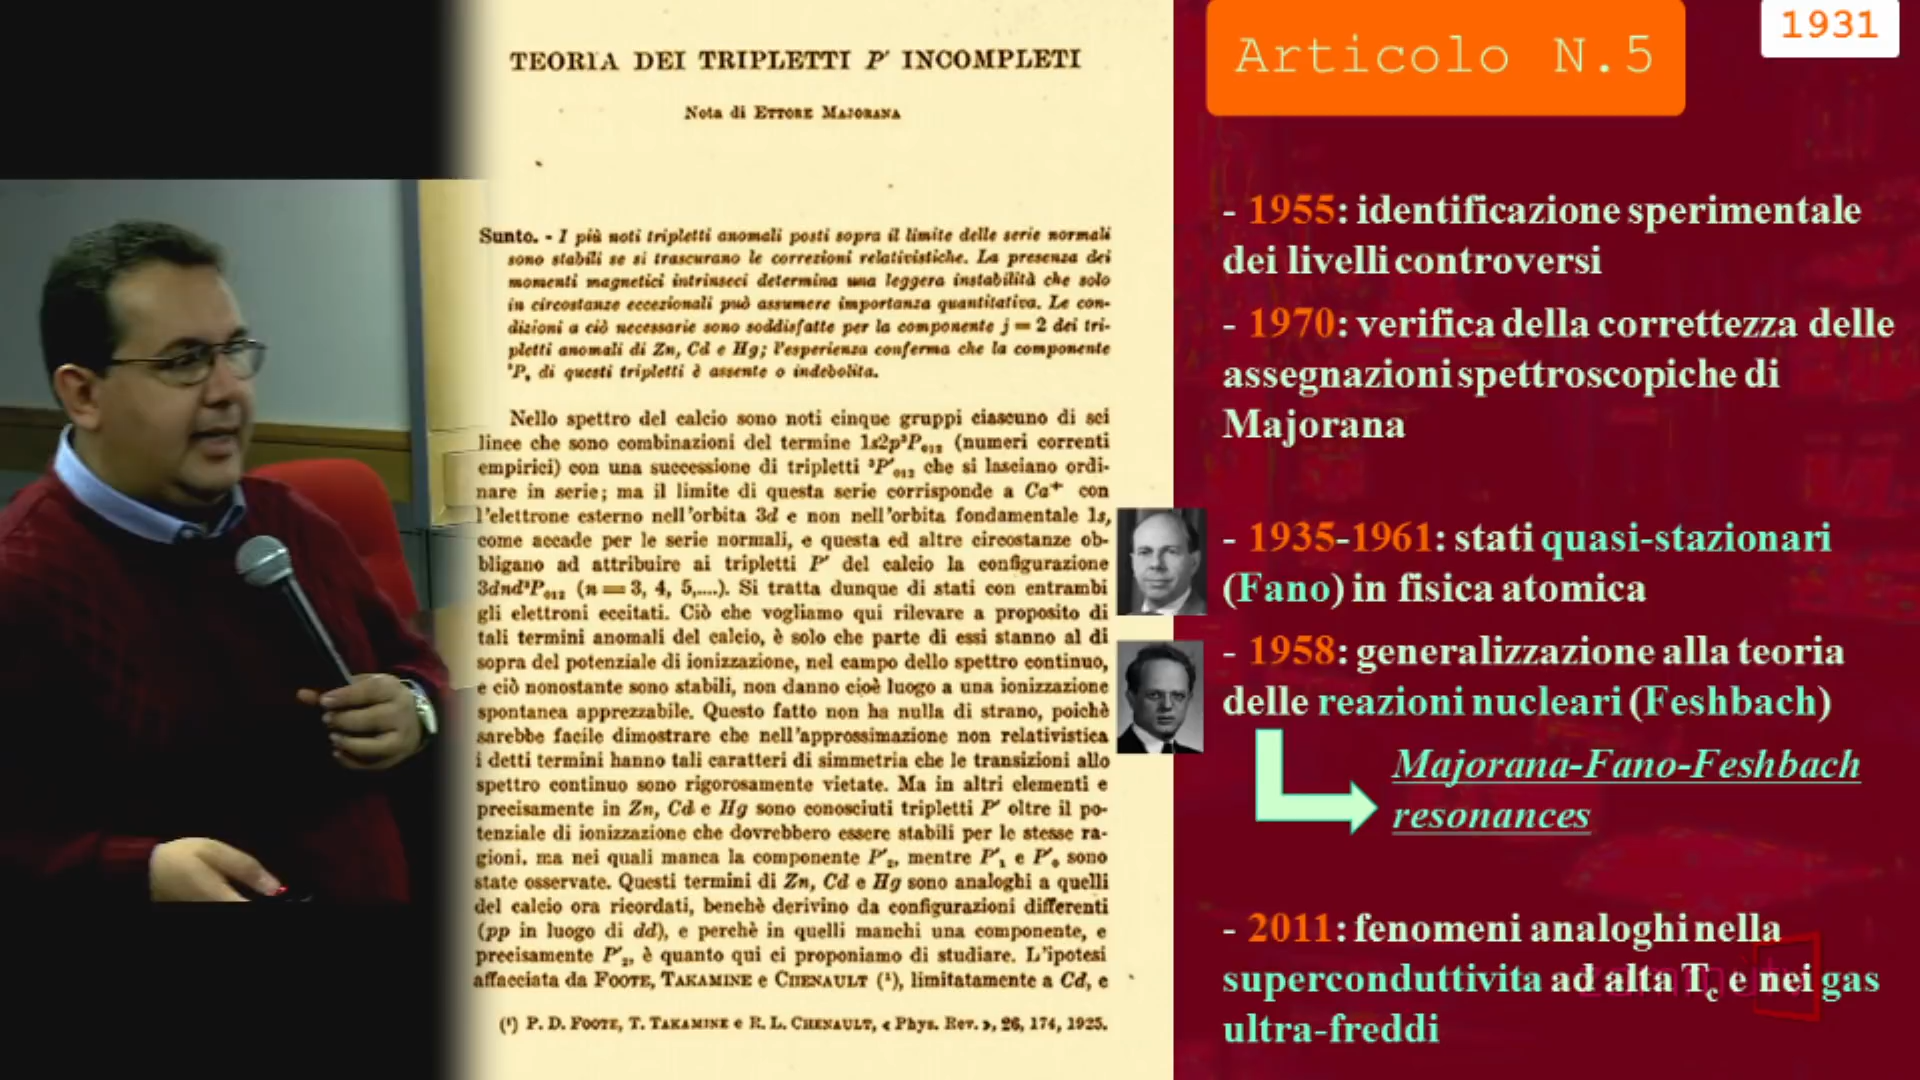 TEORIA DEI TRIPLETTI P' INCOMPLETI
Nota di ETTORE MAJORANA
Sunto. - I più noti tripletti anomali posti sopra il limite delle serie normali
sono stabili se si trascurano le correzioni relativistiche. La presenza dei
momenti magnetici intrinseci determina una leggera instabilità che solo
in circostanze eccezionali può assumere importanza quantitativa. Le con-
dizioni a ciò necessarie sono soddisfatte per la componente j = 2 dei tri-
pletti anomali di Zn, Cd e Hg; l'esperienza conferma che la componente
di questi tripletti è assente o indebolita.
Nello spettro del calcio sono noti cinque gruppi ciascuno di sei
linee che sono combinazioni del termine 1s2p³P₀₁₂ (numeri correnti
empirici) con una successione di tripletti ³P'₀₁₂ che si lasciano ordi-
nare in serie; ma il limite di questa serie corrisponde a Ca⁺ con
l'elettrone esterno nell'orbita 3d e non nell'orbita fondamentale 1s,
come accade per le serie normali, e questa ed altre circostanze ob-
bligano ad attribuire ai tripletti P' del calcio la configurazione
3dnd³P₀₁₂ (n = 3, 4, 5,....). Si tratta dunque di stati con entrambi
gli elettroni eccitati. Ciò che vogliamo qui rilevare a proposito di
tali termini anomali del calcio, è solo che parte di essi stanno al di
sopra del potenziale di ionizzazione, nel campo dello spettro continuo,
e ciò nonostante sono stabili, non danno cioè luogo a una ionizzazione
spontanea apprezzabile. Questo fatto non ha nulla di strano, poichè
sarebbe facile dimostrare che nell'approssimazione non relativistica
i detti termini hanno tali caratteri di simmetria che le transizioni allo
spettro continuo sono rigorosamente vietate. Ma in altri elementi e
precisamente in Zn, Cd e Hg sono conosciuti tripletti P' oltre il po-
tenziale di ionizzazione che dovrebbero essere stabili per le stesse ra-
gioni, ma nei quali manca la componente P'₂, mentre P'₁ e P'₀ sono
state osservate. Questi termini di Zn, Cd e Hg sono analoghi a quelli
del calcio ora ricordati, benchè derivino da configurazioni differenti
(pp in luogo di dd), e perchè in quelli manchi una componente, e
precisamente P'₂, è quanto qui ci proponiamo di studiare. L'ipotesi
affacciata da FOOTE, TAKAMINE e CHENAULT (¹), limitatamente a Cd, e
(¹) P. D. FOOTE, T. TAKAMINE e R. L. CHENAULT, « Phys. Rev. », 26, 174, 1925.
Articolo N.5
1931
- 1955: identificazione sperimentale
dei livelli controversi
- 1970: verifica della correttezza delle
assegnazioni spettroscopiche di
Majorana
- 1935-1961: stati quasi-stazionari
(Fano) in fisica atomica
- 1958: generalizzazione alla teoria
delle reazioni nucleari (Feshbach)
Majorana-Fano-Feshbach
resonances
- 2011: fenomeni analoghi nella
superconduttivita ad alta Tc e nei gas
ultra-freddi